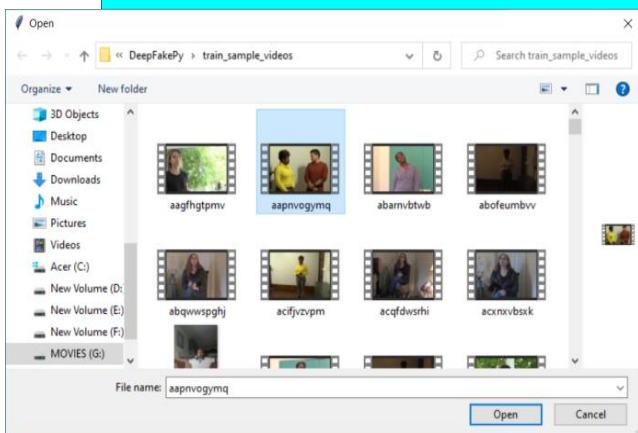 Open
« DeepFakePy › train_sample_videos
Search train_sample_videos
Organize
New folder
3D Objects
Desktop
Documents
Downloads
Music
Pictures
Videos
Acer (C:)
New Volume (D:
New Volume (E:)
New Volume (F:)
MOVIES (G:)
aagfhgtpmv
aapnvogymq
abarnvbtwb
abofeumbvv
abqwwspghj
acifjvzvpm
acqfdwsrhi
acxnxvbsxk
File name: aapnvogymq
Open
Cancel